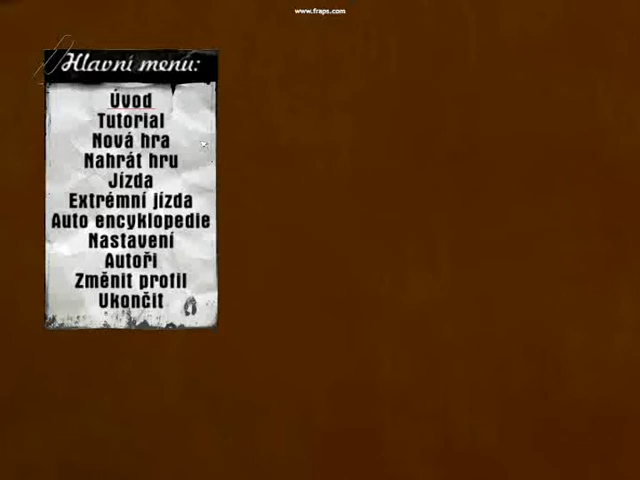 www.fraps.com
Hlavní menu:
Úvod
Tutorial
Nová hra
Nahrát hru
Jízda
Extrémní jízda
Auto encyklopedie
Nastavení
Autoři
Změnit profil
Ukončit